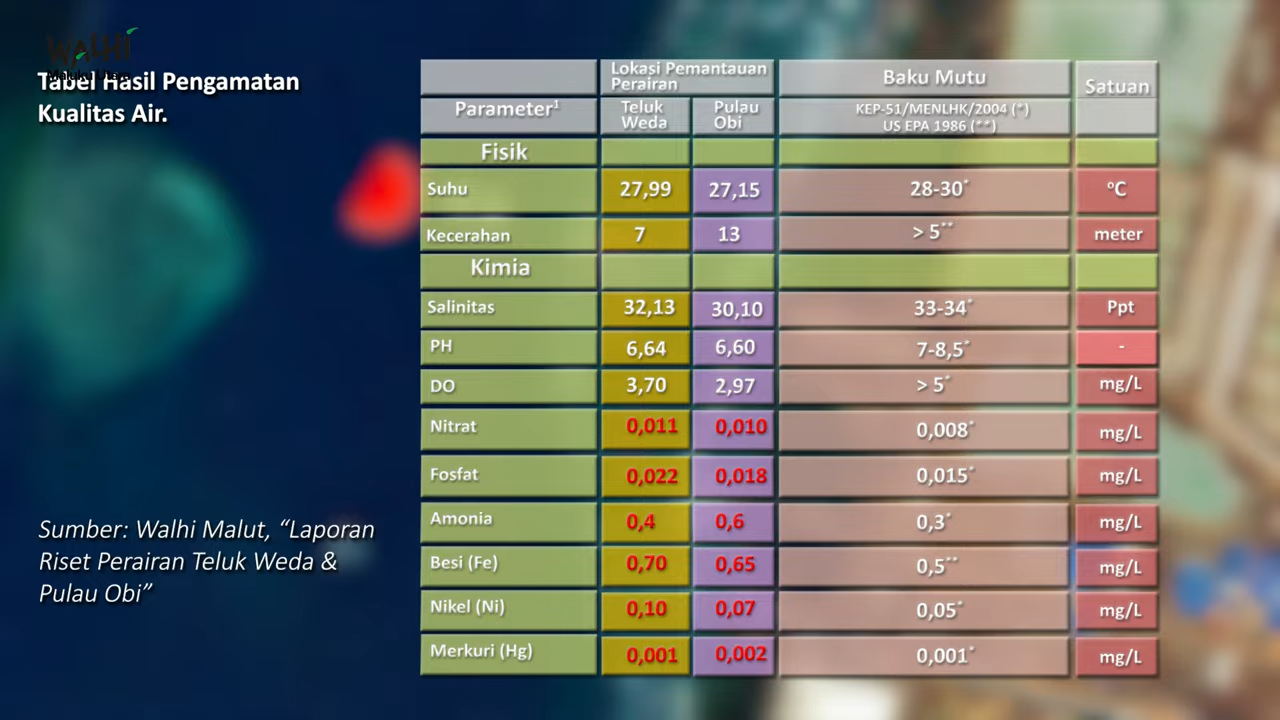 WALHI
Maluku Utara
Tabel Hasil Pengamatan
Kualitas Air.
Lokasi Pemantauan
Perairan
Baku Mutu
Satuan
Parameter¹
Teluk
Weda
Pulau
Obi
KEP-51/MENLHK/2004 (*)
US EPA 1986 (**)
Fisik
Suhu 27,99 27,15 28-30* °C
Kecerahan 7 13 > 5** meter
Kimia
Salinitas 32,13 30,10 33-34* Ppt
PH 6,64 6,60 7-8,5* -
DO 3,70 2,97 > 5* mg/L
Nitrat 0,011 0,010 0,008* mg/L
Fosfat 0,022 0,018 0,015* mg/L
Amonia 0,4 0,6 0,3* mg/L
Besi (Fe) 0,70 0,65 0,5** mg/L
Nikel (Ni) 0,10 0,07 0,05* mg/L
Merkuri (Hg) 0,001 0,002 0,001* mg/L
Sumber: Walhi Malut, “Laporan
Riset Perairan Teluk Weda &
Pulau Obi”